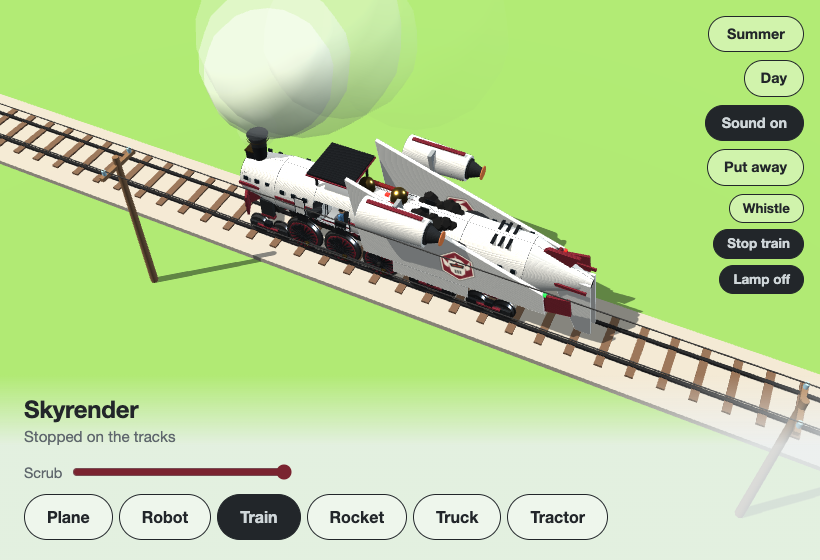 Summer
Day
Sound on
Put away
Whistle
Stop train
Lamp off
Skyrender
Stopped on the tracks
Scrub
Plane Robot Train Rocket Truck Tractor